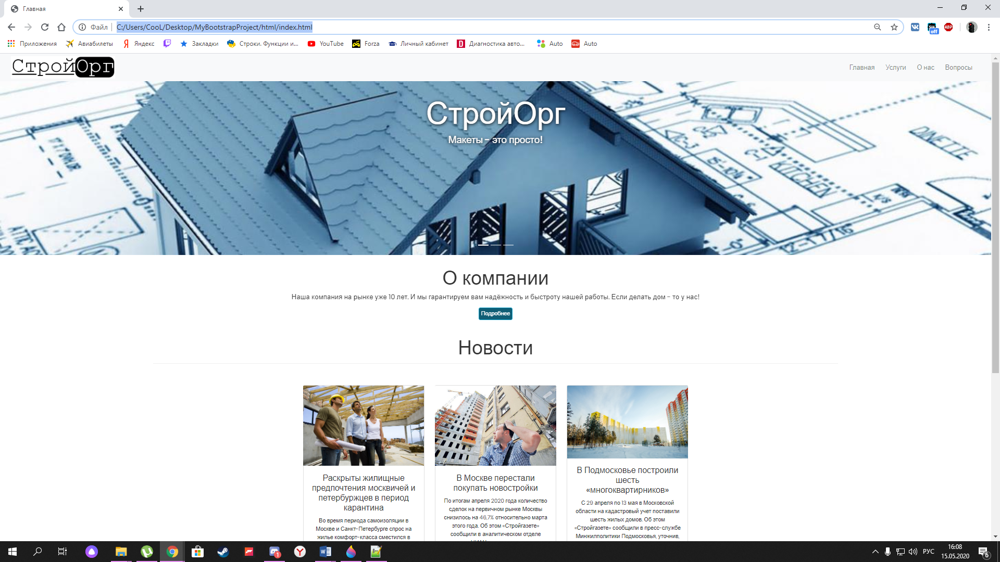 Главная
Файл
C:/Users/CooL/Desktop/MyBootstrapProject/html/index.html
off
ABP
Приложения
Авиабилеты
Яндекс
Закладки
Строки. Функции и...
YouTube
Forza
Личный кабинет
D
Диагностика авто...
Auto
Auto
СтройОрг
Главная
Услуги
О нас
Вопросы
СтройОрг
Макеты - это просто!
DINETTE
KITCHEN
О компании
Наша компания на рынке уже 10 лет. И мы гарантируем вам надёжность и быстроту нашей работы. Если делать дом - то у нас!
Подробнее
Новости
Раскрыты жилищные
предпочтения москвичей и
петербуржцев в период
карантина
Во время периода самоизоляции в
Москве и Санкт-Петербурге спрос на
жилье комфорт-класса сместился в
В Москве перестали
покупать новостройки
По итогам апреля 2020 года количество
сделок на первичном рынке Москвы
снизилось на 46,7% относительно марта
этого года. Об этом «Стройгазете»
сообщили в аналитическом отделе
В Подмосковье построили
шесть
«многоквартирников»
С 29 апреля по 13 мая в Московской
области на кадастровый учет поставили
шесть жилых домов. Об этом
«Стройгазете» сообщили в пресс-службе
Минжилполитики Подмосковья, уточнив,
1
РУС
16:08
15.05.2020
6